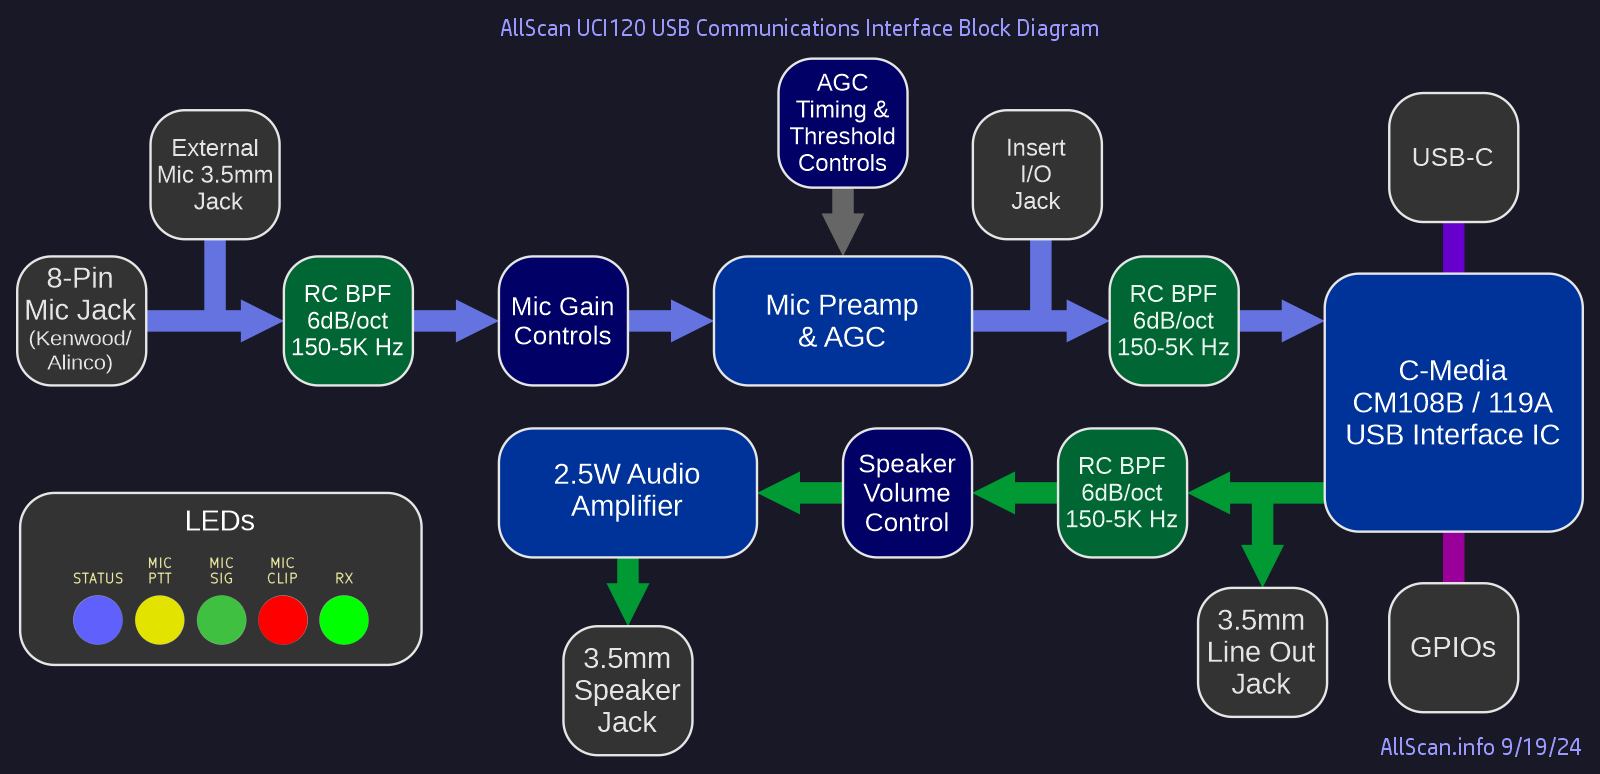 AllScan UCI120 USB Communications Interface Block Diagram
AGC
Timing &
Threshold
Controls
External
Mic 3.5mm
Jack
Insert
I/O
Jack
USB-C
8-Pin
Mic Jack
(Kenwood/
Alinco)
RC BPF
6dB/oct
150-5K Hz
Mic Gain
Controls
Mic Preamp
& AGC
RC BPF
6dB/oct
150-5K Hz
C-Media
CM108B / 119A
USB Interface IC
2.5W Audio
Amplifier
Speaker
Volume
Control
RC BPF
6dB/oct
150-5K Hz
LEDs
STATUS
MIC
PTT
MIC
SIG
MIC
CLIP
RX
3.5mm
Speaker
Jack
3.5mm
Line Out
Jack
GPIOs
AllScan.info 9/19/24